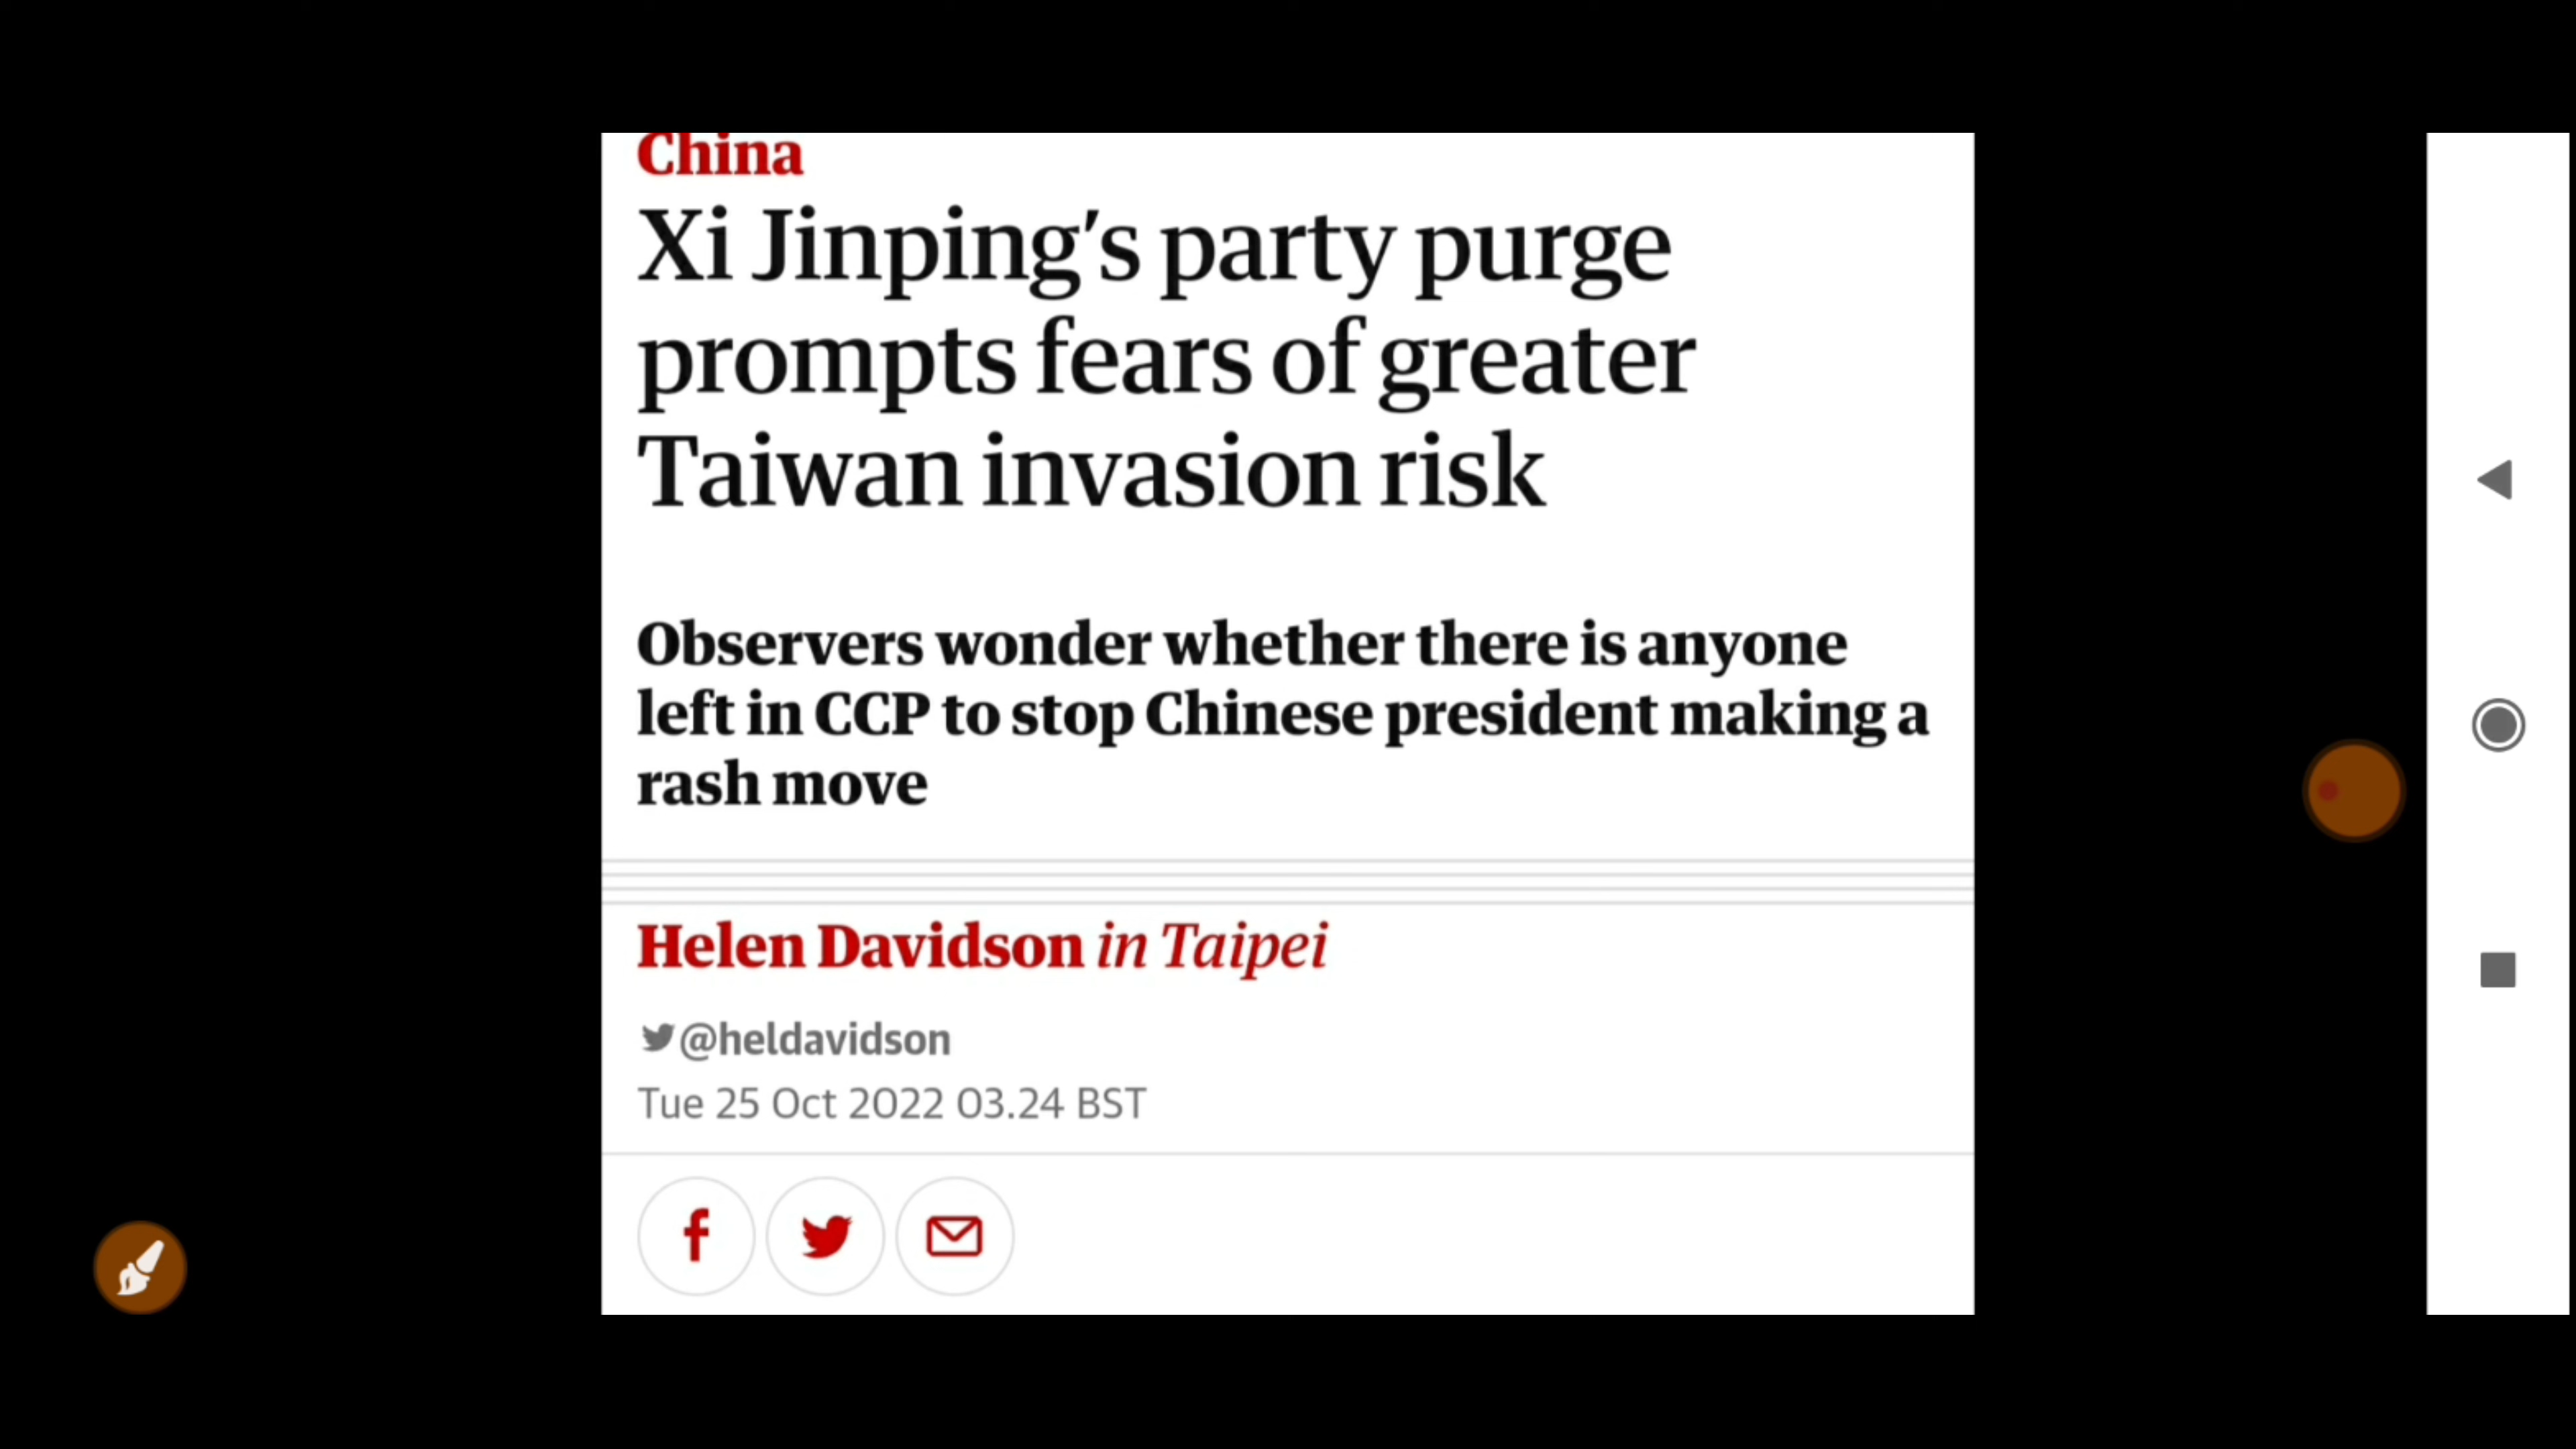 China
Xi Jinping’s party purge
prompts fears of greater
Taiwan invasion risk
Observers wonder whether there is anyone
left in CCP to stop Chinese president making a
rash move
Helen Davidson in Taipei
@heldavidson
Tue 25 Oct 2022 03.24 BST